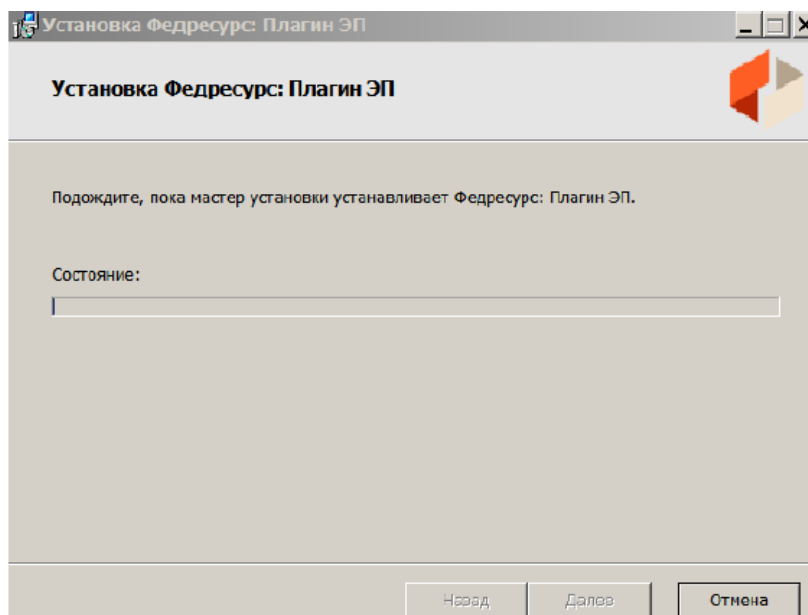 Установка Федресурс: Плагин ЭП
Установка Федресурс: Плагин ЭП
Подождите, пока мастер установки устанавливает Федресурс: Плагин ЭП.
Состояние:
Назад
Далее
Отмена